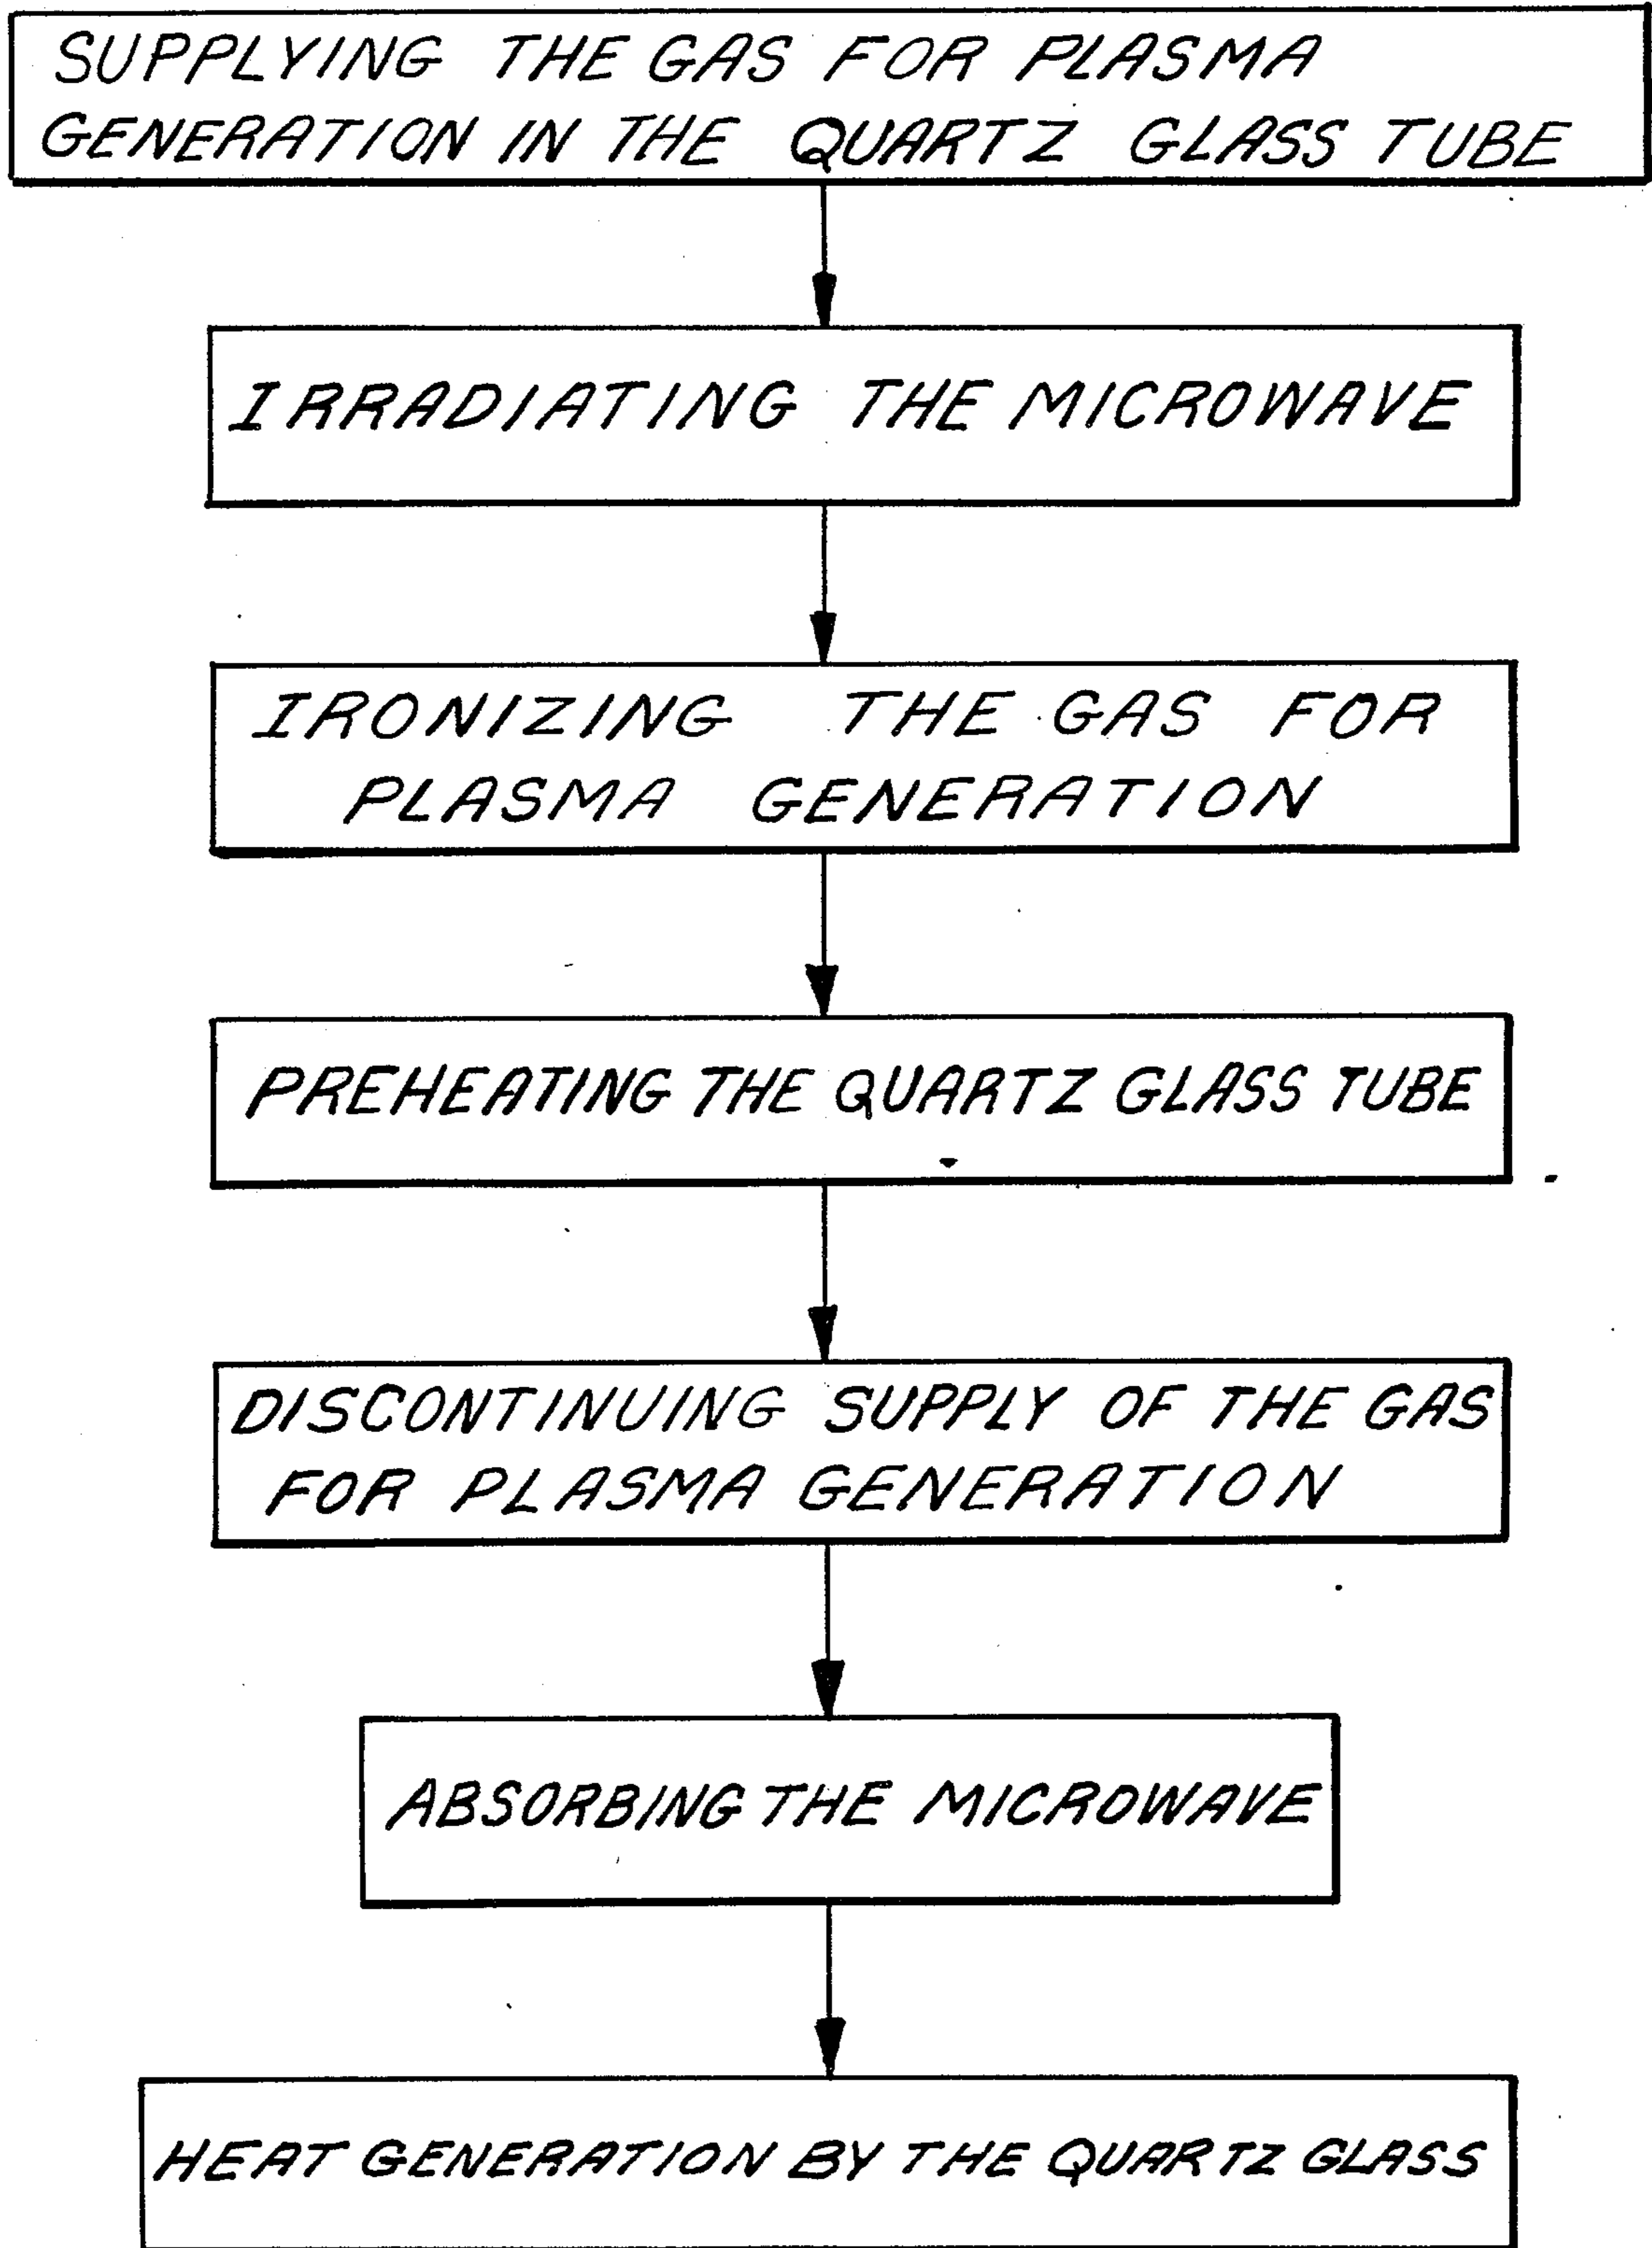 SUPPLYING THE GAS FOR PLASMA
GENERATION IN THE QUARTZ GLASS TUBE
IRRADIATING THE MICROWAVE
IRONIZING THE GAS FOR
PLASMA GENERATION
PREHEATING THE QUARTZ GLASS TUBE
DISCONTINUING SUPPLY OF THE GAS
FOR PLASMA GENERATION
ABSORBING THE MICROWAVE
HEAT GENERATION BY THE QUARTZ GLASS